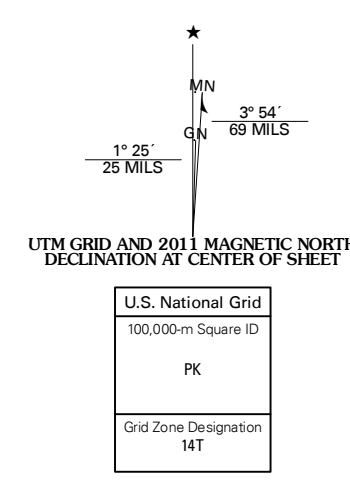 ★
MN
3° 54´
69 MILS
GN
1° 25´
25 MILS
UTM GRID AND 2011 MAGNETIC NORTH
DECLINATION AT CENTER OF SHEET
U.S. National Grid
100,000-m Square ID
PK
Grid Zone Designation
14T